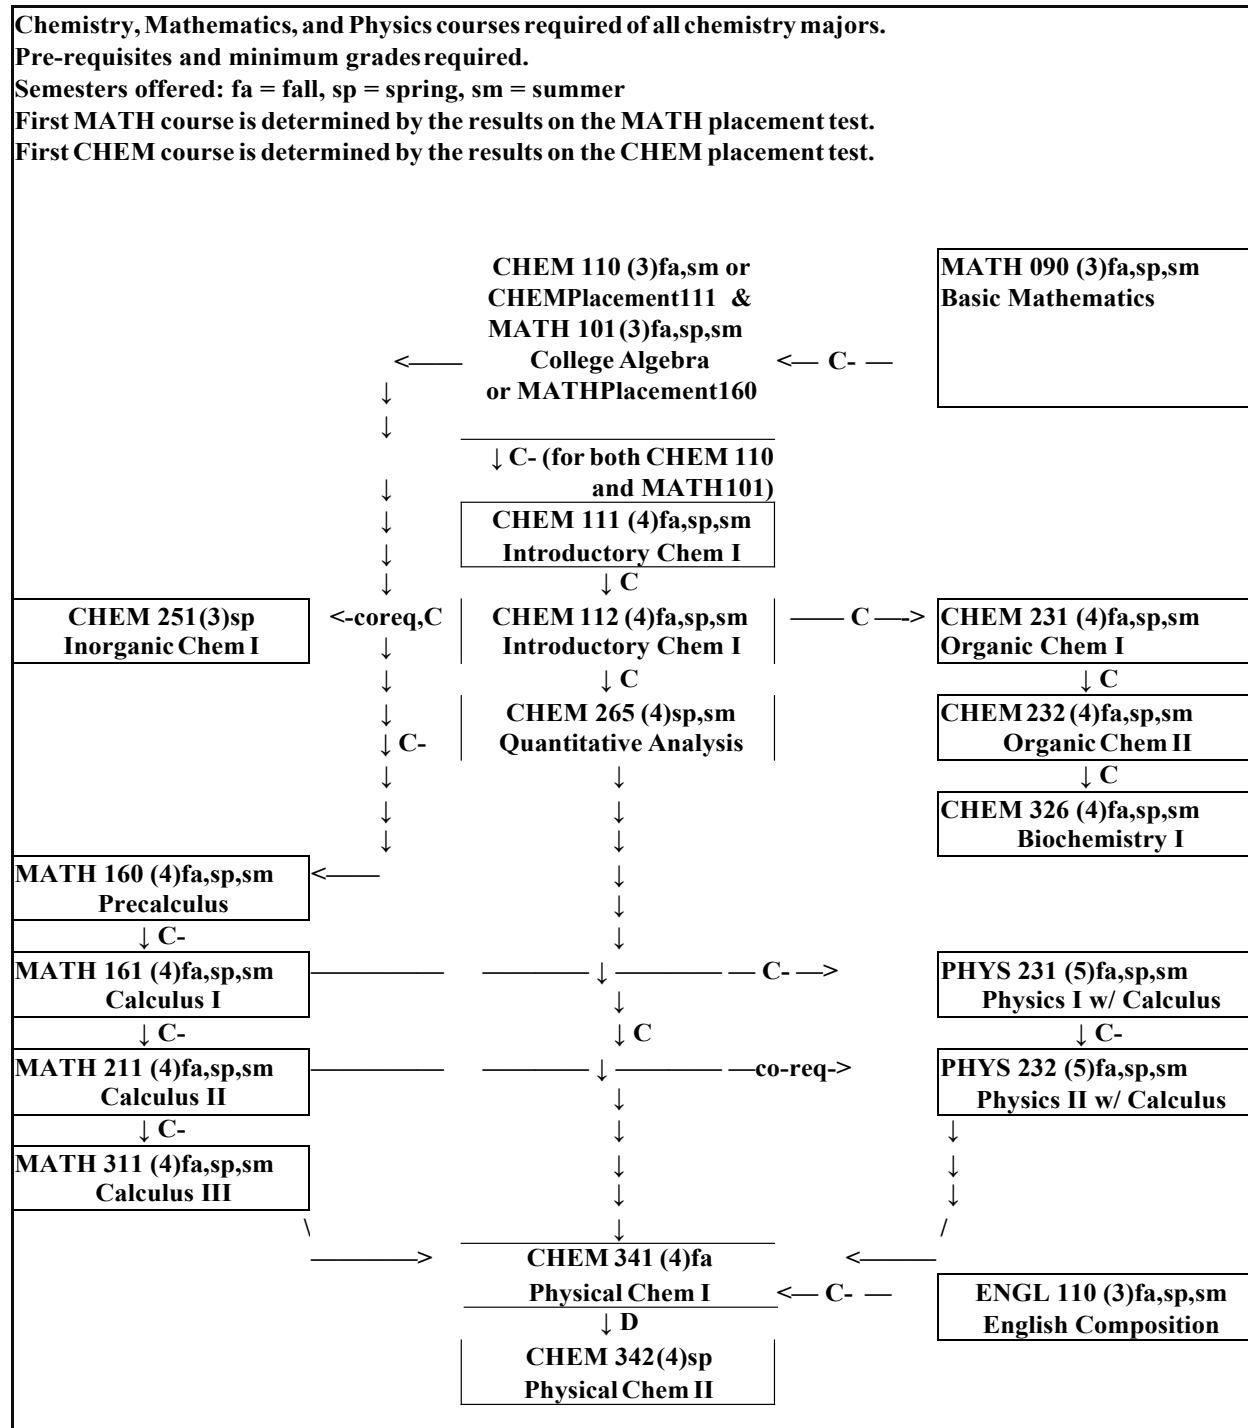 Chemistry, Mathematics, and Physics courses required of all chemistry majors.
Pre-requisites and minimum grades required.
Semesters offered: fa = fall, sp = spring, sm = summer
First MATH course is determined by the results on the MATH placement test.
First CHEM course is determined by the results on the CHEM placement test.
CHEM 110 (3)fa,sm or
CHEMPlacement111 &
MATH 101(3)fa,sp,sm
<—— College Algebra <— C- —
or MATHPlacement160
MATH 090 (3)fa,sp,sm
Basic Mathematics
↓
↓
↓ C- (for both CHEM 110
↓ and MATH101)
↓ CHEM 111 (4)fa,sp,sm
↓ Introductory Chem I
↓ ↓ C
CHEM 251(3)sp <-coreq,C CHEM 112 (4)fa,sp,sm —— C —-> CHEM 231 (4)fa,sp,sm
Inorganic Chem I ↓ Introductory Chem I Organic Chem I
↓ ↓ C ↓ C
↓ CHEM 265 (4)sp,sm CHEM 232 (4)fa,sp,sm
↓ C- Quantitative Analysis Organic Chem II
↓ ↓ ↓ C
↓ ↓ CHEM 326 (4)fa,sp,sm
↓ ↓ Biochemistry I
MATH 160 (4)fa,sp,sm <—— ↓
Precalculus ↓
↓ C- ↓
MATH 161 (4)fa,sp,sm ————— ———— ↓ ———— — C- —> PHYS 231 (5)fa,sp,sm
Calculus I ↓ Physics I w/ Calculus
↓ C- ↓ C ↓ C-
MATH 211 (4)fa,sp,sm ————— ———— ↓ ———— —co-req-> PHYS 232 (5)fa,sp,sm
Calculus II ↓ Physics II w/ Calculus
↓ C- ↓ ↓
MATH 311 (4)fa,sp,sm ↓ ↓
Calculus III ↓ ↓
\ ↓ /
————> CHEM 341 (4)fa <———
Physical Chem I <— C- — ENGL 110 (3)fa,sp,sm
↓ D English Composition
CHEM 342(4)sp
Physical Chem II